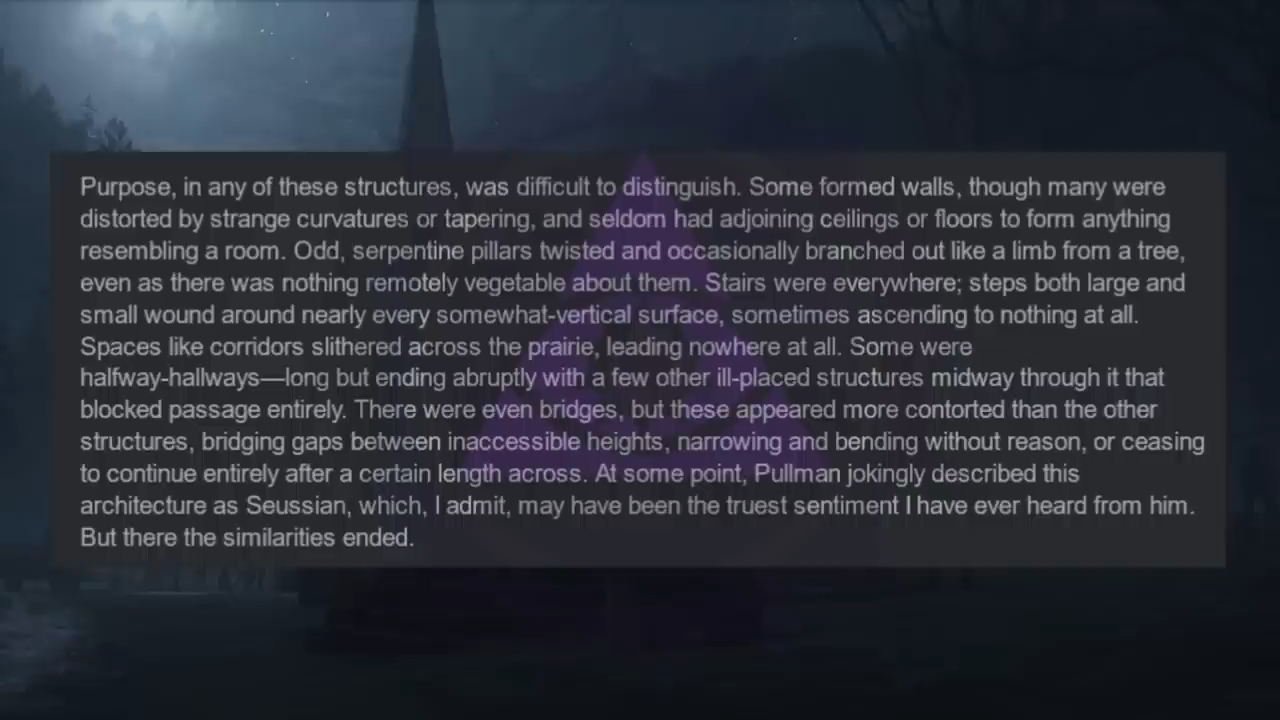 Purpose, in any of these structures, was difficult to distinguish. Some formed walls, though many were
distorted by strange curvatures or tapering, and seldom had adjoining ceilings or floors to form anything
resembling a room. Odd, serpentine pillars twisted and occasionally branched out like a limb from a tree,
even as there was nothing remotely vegetable about them. Stairs were everywhere; steps both large and
small wound around nearly every somewhat-vertical surface, sometimes ascending to nothing at all.
Spaces like corridors slithered across the prairie, leading nowhere at all. Some were
halfway-hallways—long but ending abruptly with a few other ill-placed structures midway through it that
blocked passage entirely. There were even bridges, but these appeared more contorted than the other
structures, bridging gaps between inaccessible heights, narrowing and bending without reason, or ceasing
to continue entirely after a certain length across. At some point, Pullman jokingly described this
architecture as Seussian, which, I admit, may have been the truest sentiment I have ever heard from him.
But there the similarities ended.